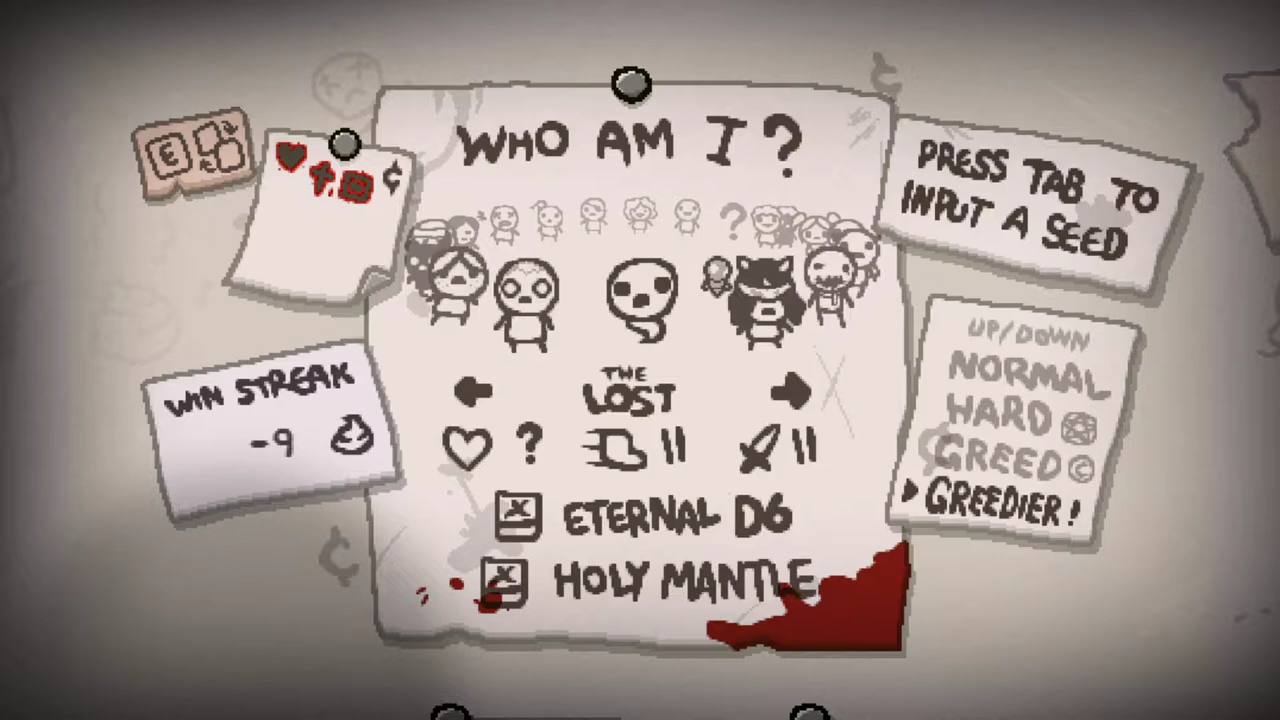 WHO AM I?
PRESS TAB TO
INPUT A SEED
WIN STREAK
-9
THE
LOST
?
ETERNAL D6
HOLY MANTLE
UP/DOWN
NORMAL
HARD
GREED
GREEDIER!